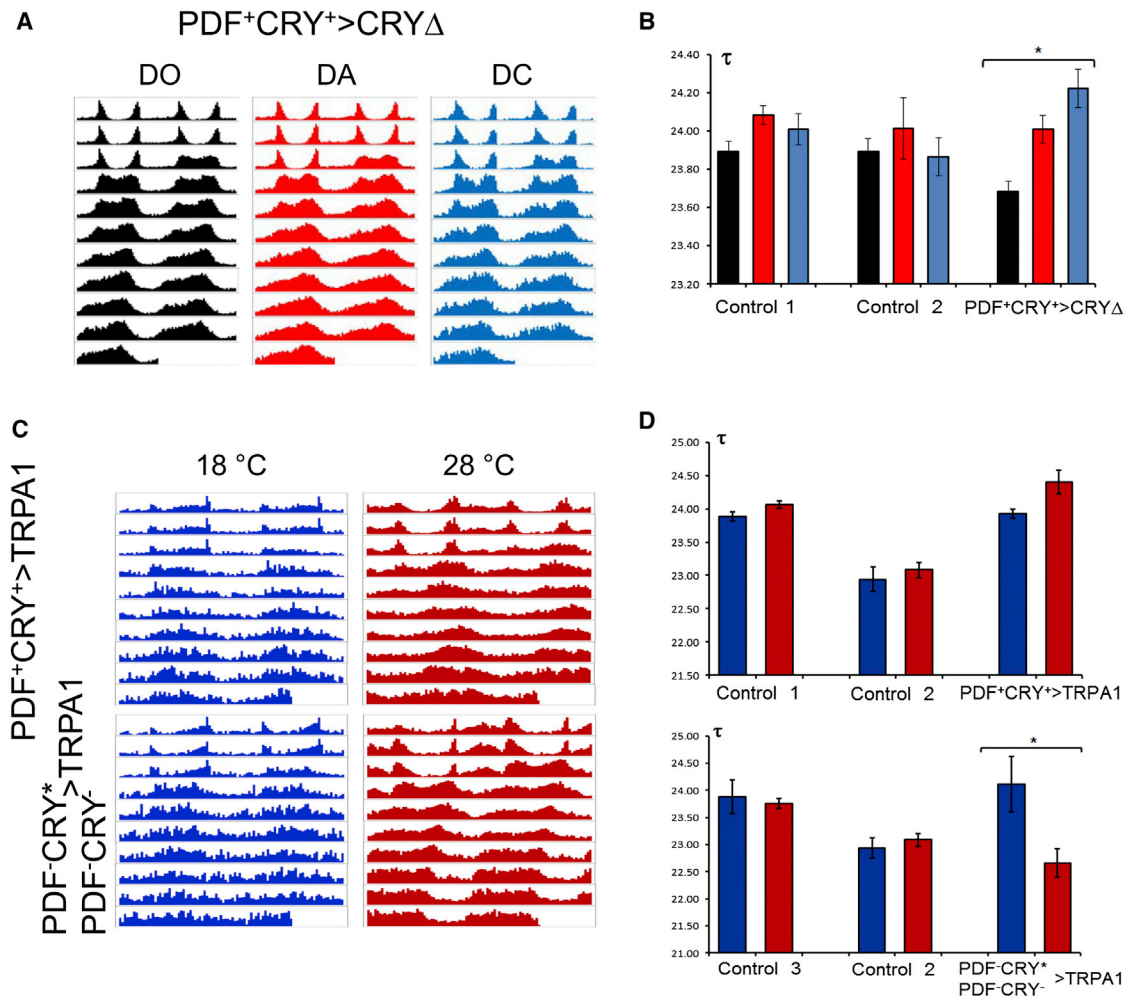 A
PDF⁺CRY⁺>CRYΔ
DO DA DC
B
τ
24.40
24.20
24.00
23.80
23.60
23.40
23.20
*
Control 1 Control 2 PDF⁺CRY⁺>CRYΔ
C
18 °C 28 °C
PDF⁺CRY⁺>TRPA1
PDF⁻CRY*
PDF⁻CRY⁻
>TRPA1
D
τ
25.00
24.50
24.00
23.50
23.00
22.50
22.00
21.50
Control 1 Control 2 PDF⁺CRY⁺>TRPA1
τ
25.00
24.50
24.00
23.50
23.00
22.50
22.00
21.50
21.00
*
Control 3 Control 2 PDF⁻CRY*
PDF⁻CRY⁻ >TRPA1